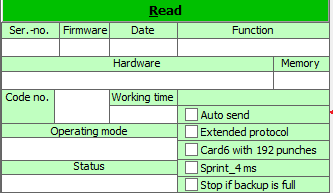 Read
Ser.-no. Firmware Date Function
Hardware Memory
Code no. Working time
Auto send
Operating mode Extended protocol
Card6 with 192 punches
Status Sprint_4 ms
Stop if backup is full